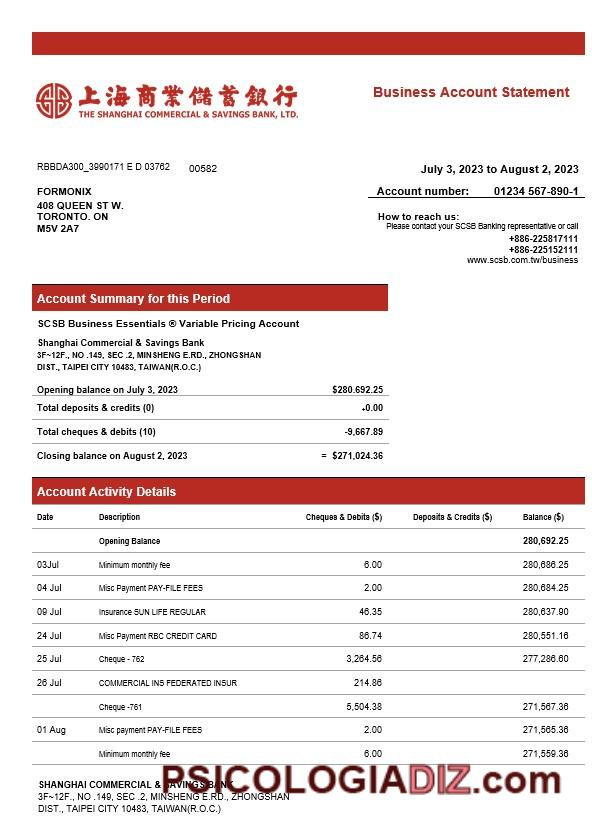 上海商業儲蓄銀行
THE SHANGHAI COMMERCIAL & SAVINGS BANK, LTD.
Business Account Statement
RBBDA300_3990171 E D 03762 00582
July 3, 2023 to August 2, 2023
FORMONIX
Account number: 01234 567-890-1
408 QUEEN ST W.
TORONTO. ON
M5V 2A7
How to reach us:
Please contact your SCSB Banking representative or call
+886-225817111
+886-225152111
www.scsb.com.tw/business
Account Summary for this Period
SCSB Business Essentials ® Variable Pricing Account
Shanghai Commercial & Savings Bank
3F~12F., NO .149, SEC .2, MINSHENG E.RD., ZHONGSHAN
DIST., TAIPEI CITY 10483, TAIWAN(R.O.C.)
Opening balance on July 3, 2023 $280.692.25
Total deposits & credits (0) +0.00
Total cheques & debits (10) -9,667.89
Closing balance on August 2, 2023 = $271,024.36
Account Activity Details
Date Description Cheques & Debits ($) Deposits & Credits ($) Balance ($)
Opening Balance 280,692.25
03Jul Minimum monthly fee 6.00 280,686.25
04 Jul Misc Payment PAY-FILE FEES 2.00 280,684.25
09 Jul Insurance SUN LIFE REGULAR 46.35 280,637.90
24 Jul Misc Payment RBC CREDIT CARD 86.74 280,551.16
25 Jul Cheque - 762 3,264.56 277,286.60
26 Jul COMMERCIAL INS FEDERATED INSUR 214.86
Cheque -761 5,504.38 271,567.36
01 Aug Misc payment PAY-FILE FEES 2.00 271,565.36
Minimum monthly fee 6.00 271,559.36
SHANGHAI COMMERCIAL & SAVINGS BANK
3F~12F., NO .149, SEC .2, MINSHENG E.RD., ZHONGSHAN
DIST., TAIPEI CITY 10483, TAIWAN(R.O.C.)
PSICOLOGIADIZ.com